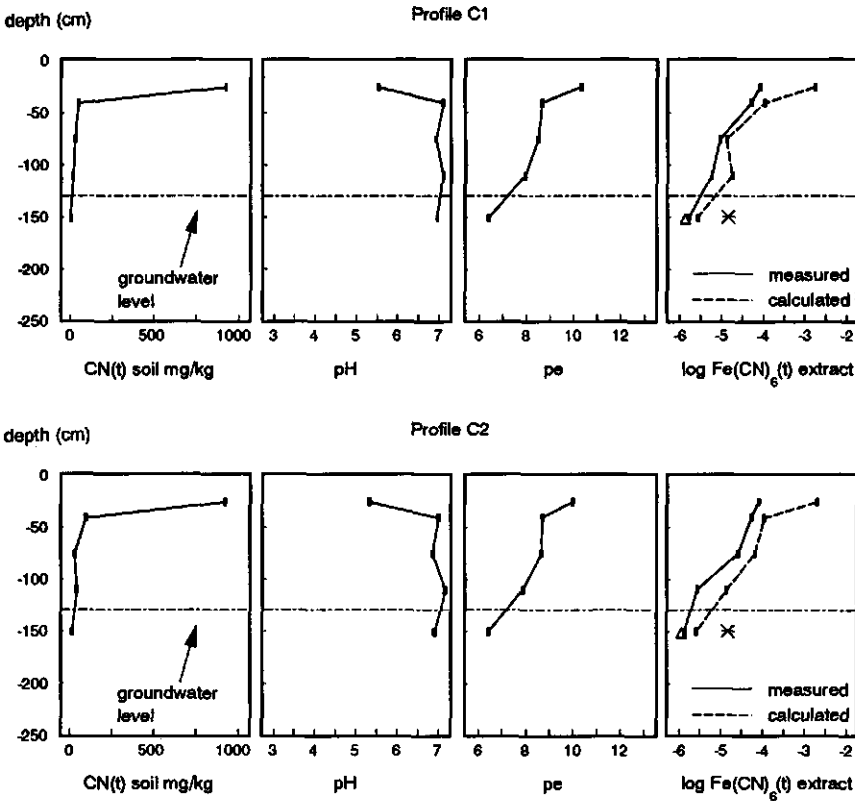 Profile C1
depth (cm)
0
-50
-100
-150
-200
-250
groundwater
level
measured
calculated
0 500 1000
3 4 5 6 7
6 8 10 12
-6 -5 -4 -3 -2
CN(t) soil mg/kg
pH
pe
log Fe(CN)6(t) extract
Profile C2
depth (cm)
0
-50
-100
-150
-200
-250
groundwater
level
measured
calculated
0 500 1000
3 4 5 6 7
6 8 10 12
-6 -5 -4 -3 -2
CN(t) soil mg/kg
pH
pe
log Fe(CN)6(t) extract